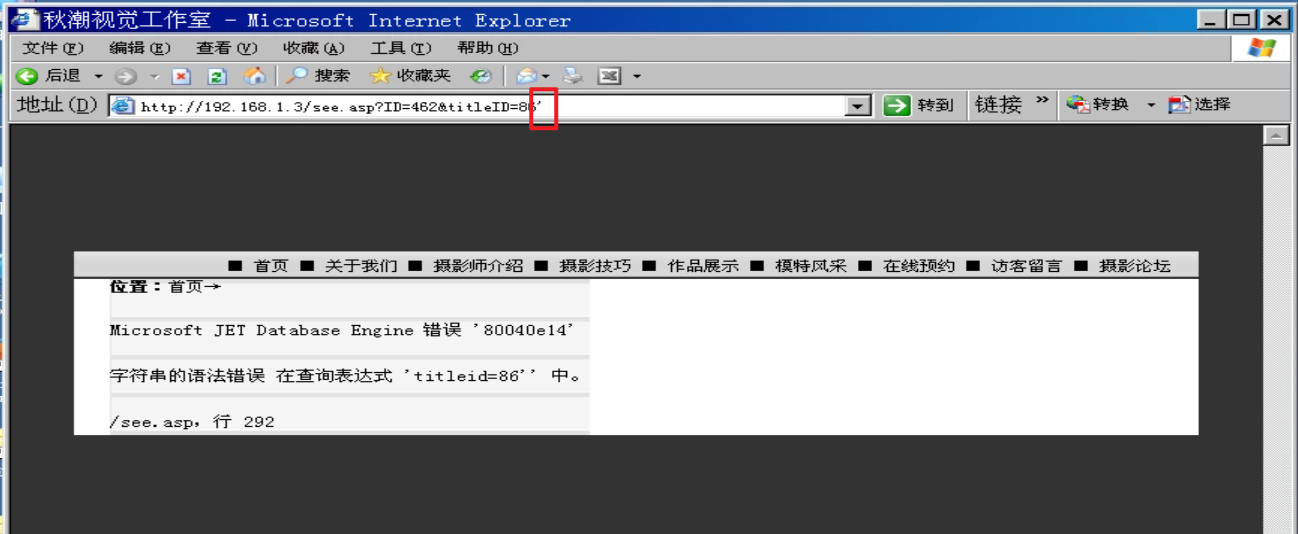 秋潮视觉工作室 - Microsoft Internet Explorer
文件(F) 编辑(E) 查看(V) 收藏(A) 工具(T) 帮助(H)
后退 搜索 收藏夹
地址(D) http://192.168.1.3/see.asp?ID=462&titleID=86' 转到 链接 » 转换 选择
■ 首页 ■ 关于我们 ■ 摄影师介绍 ■ 摄影技巧 ■ 作品展示 ■ 模特风采 ■ 在线预约 ■ 访客留言 ■ 摄影论坛
位置：首页→
Microsoft JET Database Engine 错误 '80040e14'
字符串的语法错误 在查询表达式 'titleid=86'' 中。
/see.asp，行 292